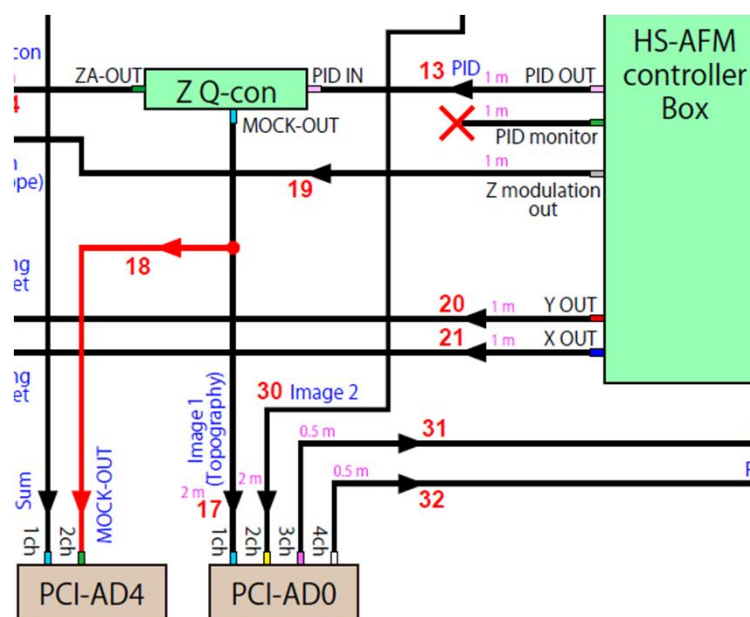 con
ZA-OUT
Z Q-con
PID IN
13
PID
1 m
PID OUT
HS-AFM
controller
Box
4
MOCK-OUT
1 m
PID monitor
1 m
Z modulation
out
19
18
20
1 m
Y OUT
21
1 m
X OUT
30
Image 2
Image 1
(Topography)
0.5 m
31
0.5 m
32
Sum
MOCK-OUT
2 m
17
2 m
1ch
2ch
1ch
2ch
3ch
4ch
PCI-AD4
PCI-AD0